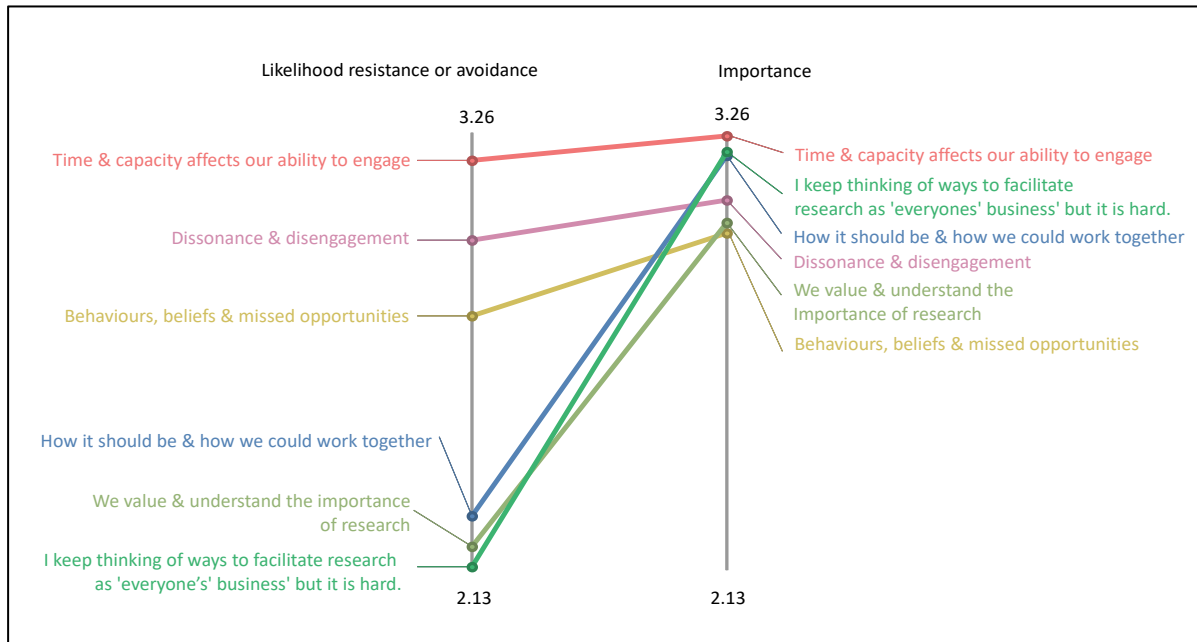 Likelihood resistance or avoidance
Importance
3.26
3.26
Time & capacity affects our ability to engage
Dissonance & disengagement
Behaviours, beliefs & missed opportunities
How it should be & how we could work together
We value & understand the importance
of research
I keep thinking of ways to facilitate research
as 'everyone’s' business' but it is hard.
2.13
Time & capacity affects our ability to engage
I keep thinking of ways to facilitate
research as 'everyones' business' but it is hard.
How it should be & how we could work together
Dissonance & disengagement
We value & understand the
Importance of research
Behaviours, beliefs & missed opportunities
2.13